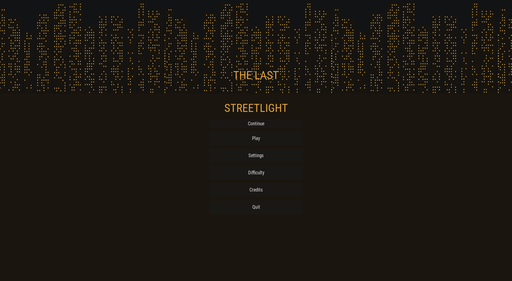 THE LAST
STREETLIGHT
Continue
Play
Settings
Difficulty
Credits
Quit